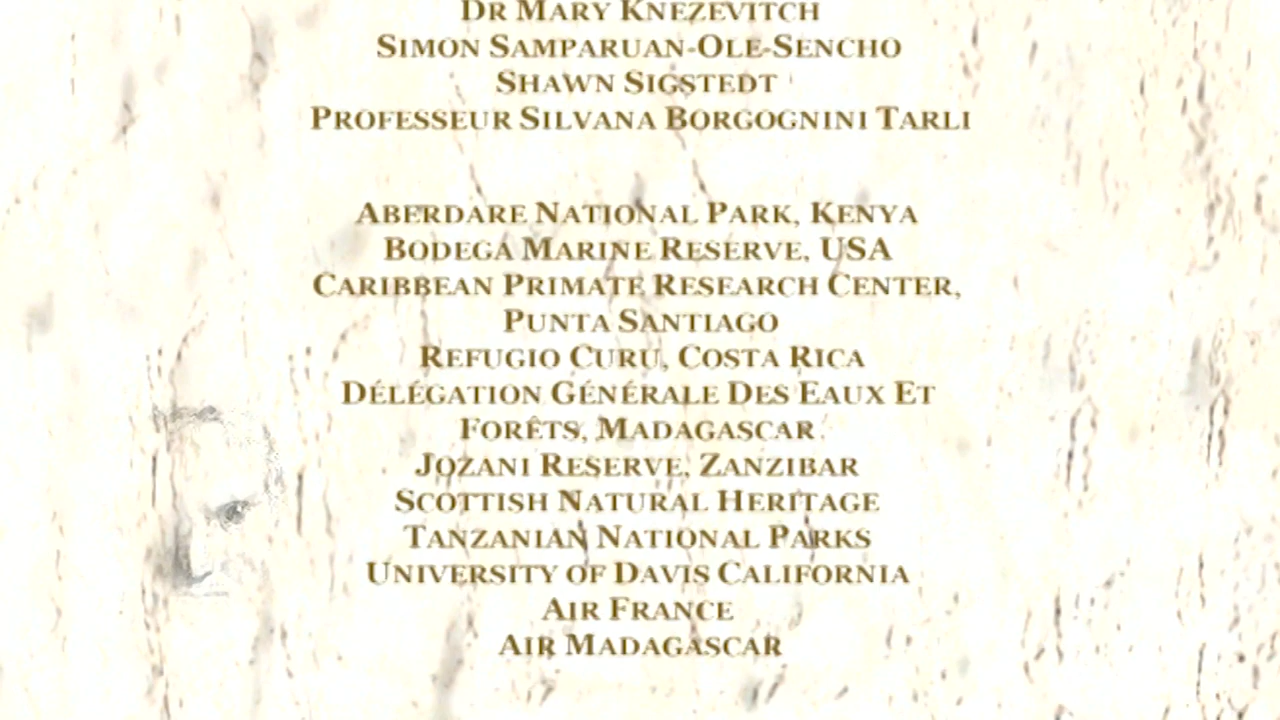 DR MARY KNEZEVITCH
SIMON SAMPARUAN-OLE-SENCHO
SHAWN SIGSTEDT
PROFESSEUR SILVANA BORGOGNINI TARLI
ABERDARE NATIONAL PARK, KENYA
BODEGA MARINE RESERVE, USA
CARIBBEAN PRIMATE RESEARCH CENTER,
PUNTA SANTIAGO
REFUGIO CURU, COSTA RICA
DÉLÉGATION GÉNÉRALE DES EAUX ET
FORÊTS, MADAGASCAR
JOZANI RESERVE, ZANZIBAR
SCOTTISH NATURAL HERITAGE
TANZANIAN NATIONAL PARKS
UNIVERSITY OF DAVIS CALIFORNIA
AIR FRANCE
AIR MADAGASCAR